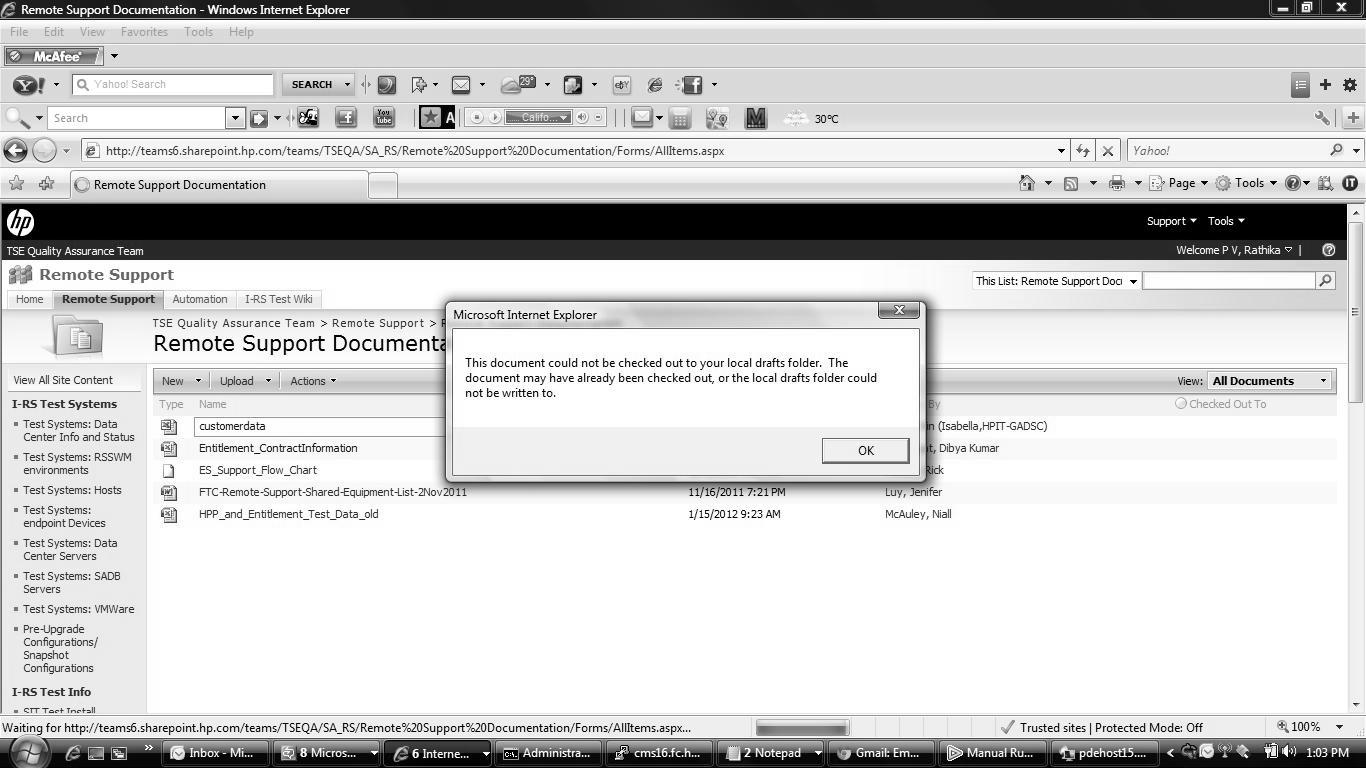 Remote Support Documentation - Windows Internet Explorer
File Edit View Favorites Tools Help
McAfee
Y! Yahoo! Search SEARCH 29°
Search You Tube A Califo... M 30°C
http://teams6.sharepoint.hp.com/teams/TSEQA/SA_RS/Remote%20Support%20Documentation/Forms/AllItems.aspx Yahoo!
Remote Support Documentation Page Tools
hp Support Tools
TSE Quality Assurance Team Welcome P V, Rathika
Remote Support This List: Remote Support Doc
Home Remote Support Automation I-RS Test Wiki
TSE Quality Assurance Team > Remote Support >
Remote Support Documenta
Microsoft Internet Explorer
This document could not be checked out to your local drafts folder. The
document may have already been checked out, or the local drafts folder could
not be written to.
OK
View All Site Content
New Upload Actions View: All Documents
Type Name By Checked Out To
customerdata in (Isabella,HPIT-GADSC)
Entitlement_ContractInformation t, Dibya Kumar
ES_Support_Flow_Chart Rick
FTC-Remote-Support-Shared-Equipment-List-2Nov2011 11/16/2011 7:21 PM Luy, Jenifer
HPP_and_Entitlement_Test_Data_old 1/15/2012 9:23 AM McAuley, Niall
I-RS Test Systems
Test Systems: Data
Center Info and Status
Test Systems: RSSWM
environments
Test Systems: Hosts
Test Systems:
endpoint Devices
Test Systems: Data
Center Servers
Test Systems: SADB
Servers
Test Systems: VMWare
Pre-Upgrade
Configurations/
Snapshot
Configurations
I-RS Test Info
SIT Test Install
Waiting for http://teams6.sharepoint.hp.com/teams/TSEQA/SA_RS/Remote%20Support%20Documentation/Forms/AllItems.aspx... Trusted sites | Protected Mode: Off 100%
Inbox - Mi... 8 Micros... 6 Interne... Administra... cms16.fc.h... 2 Notepad Gmail: Em... Manual Ru... pdehost15.... 1:03 PM